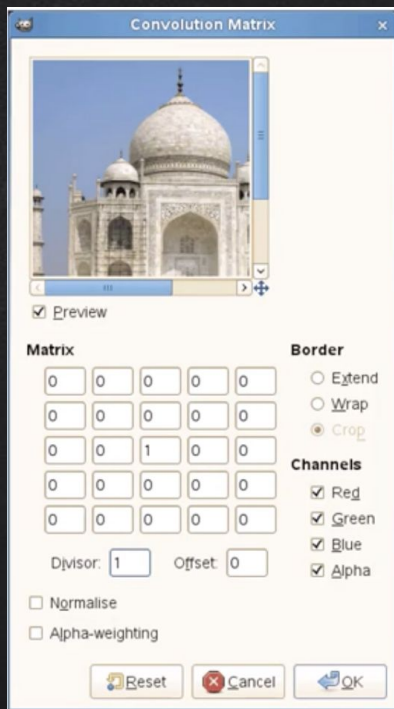 Convolution Matrix
Preview
Matrix
0 0 0 0 0
0 0 0 0 0
0 0 1 0 0
0 0 0 0 0
0 0 0 0 0
Divisor: 1 Offset: 0
Normalise
Alpha-weighting
Border
Extend
Wrap
Crop
Channels
Red
Green
Blue
Alpha
Reset Cancel OK